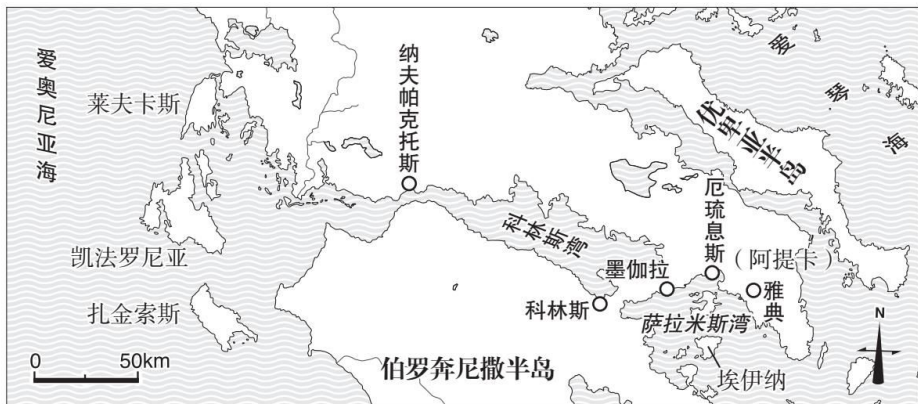 爱奥尼亚海
莱夫卡斯
纳夫帕克托斯
爱琴海
优卑亚半岛
厄琉息斯
(阿提卡)
科林斯湾
凯法罗尼亚
墨伽拉
雅典
扎金索斯
科林斯
萨拉米斯湾
N
0 50km
伯罗奔尼撒半岛
埃伊纳